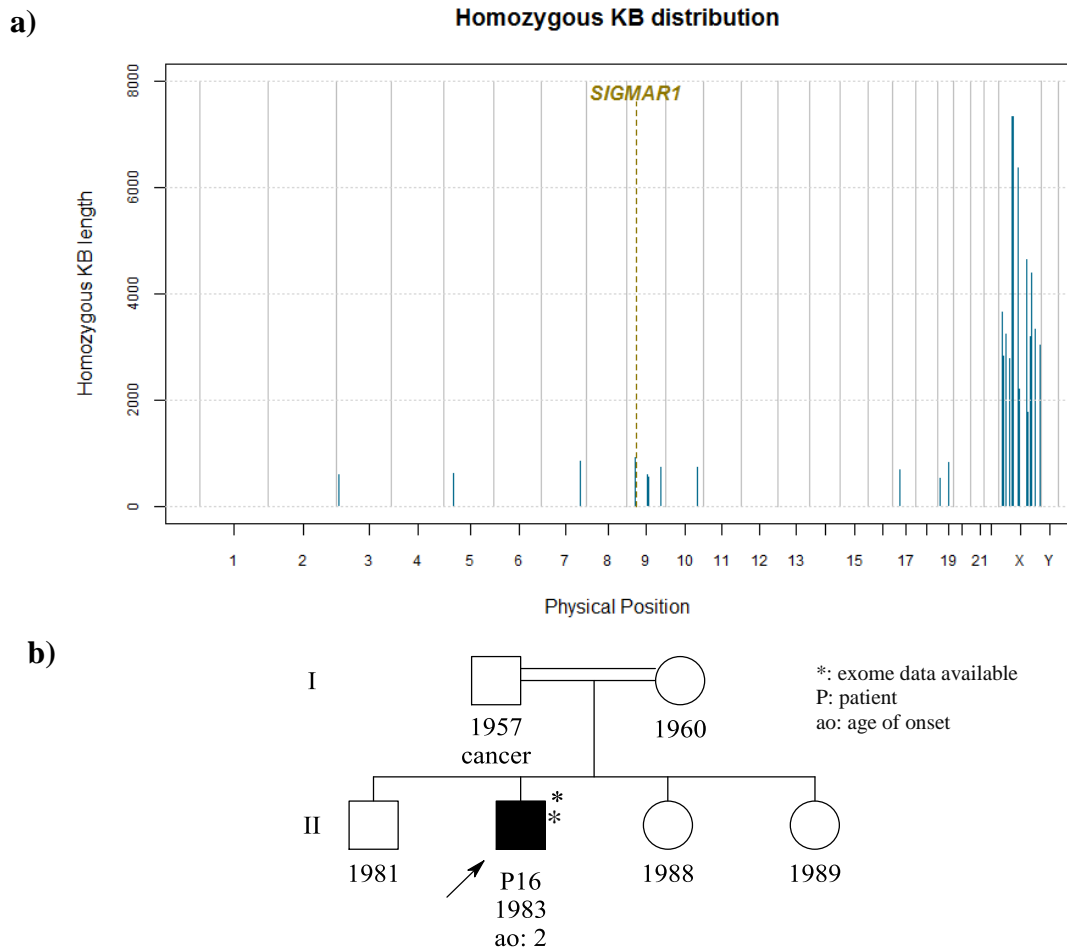 a)
Homozygous KB distribution
SIGMAR1
Homozygous KB length
8000
6000
4000
2000
0
1 2 3 4 5 6 7 8 9 10 11 12 13 15 17 19 21 X Y
Physical Position
b)
I
1957
cancer
1960
*: exome data available
P: patient
ao: age of onset
II
*
*
1981
P16
1983
ao: 2
1988
1989